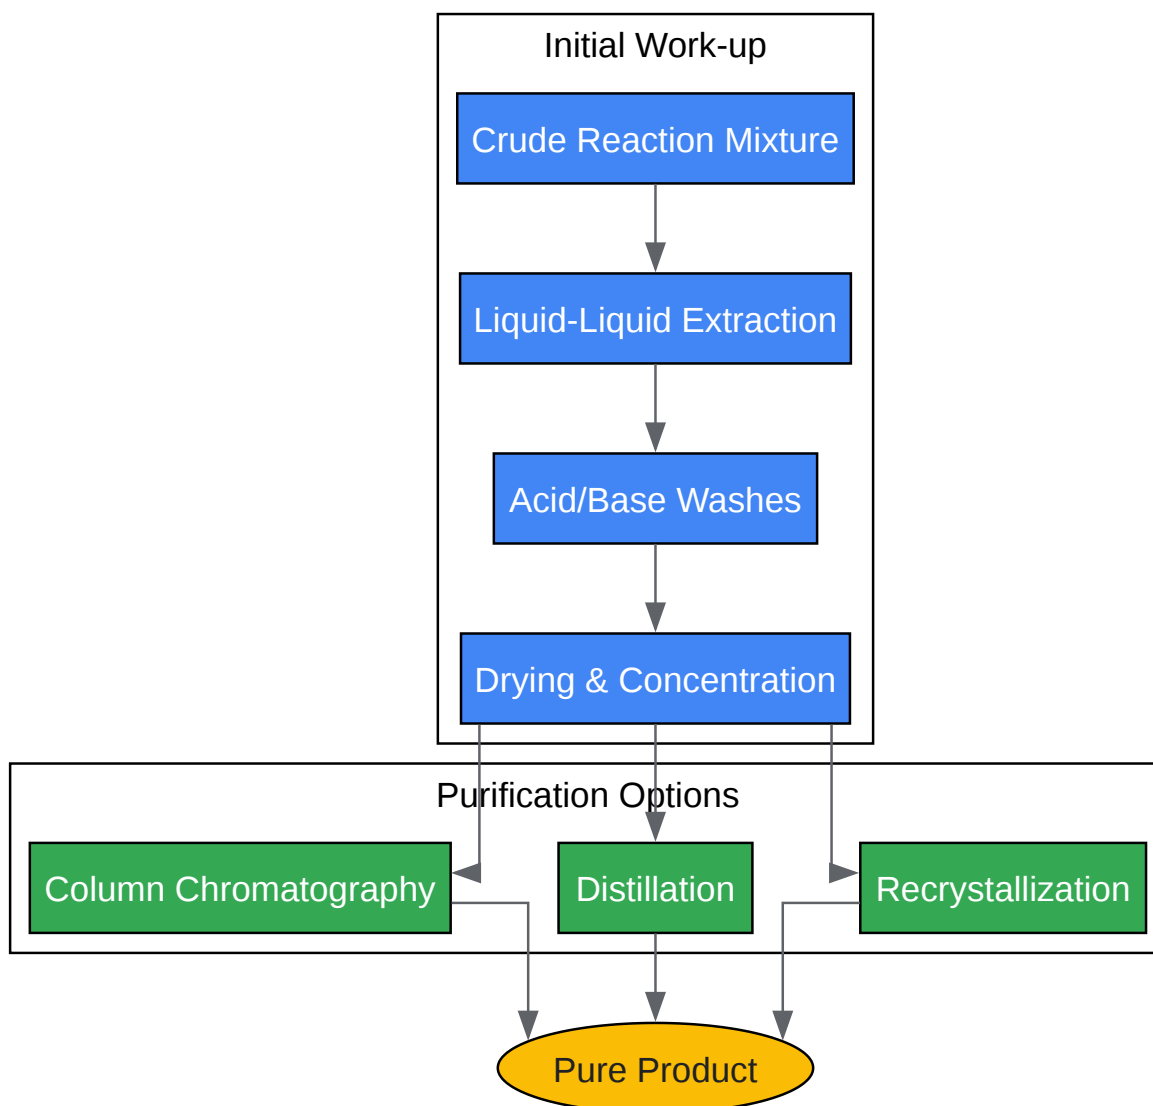 Initial Work-up
Crude Reaction Mixture
Liquid-Liquid Extraction
Acid/Base Washes
Drying & Concentration
Purification Options
Column Chromatography
Distillation
Recrystallization
Pure Product